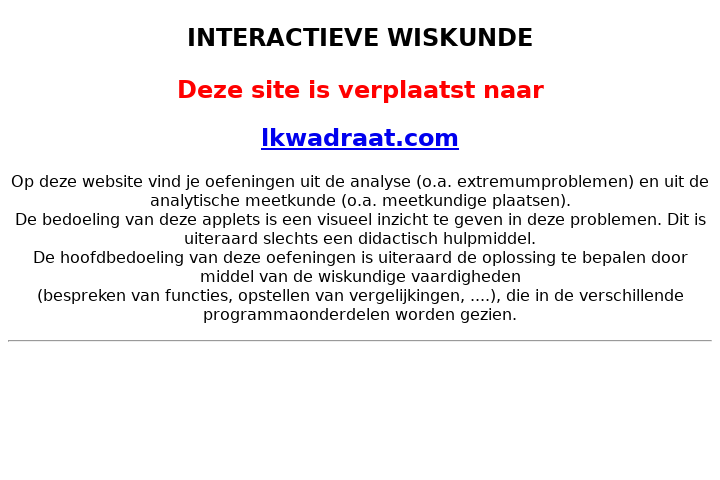 INTERACTIEVE WISKUNDE
Deze site is verplaatst naar
lkwadraat.com
Op deze website vind je oefeningen uit de analyse (o.a. extremumproblemen) en uit de
analytische meetkunde (o.a. meetkundige plaatsen).
De bedoeling van deze applets is een visueel inzicht te geven in deze problemen. Dit is
uiteraard slechts een didactisch hulpmiddel.
De hoofdbedoeling van deze oefeningen is uiteraard de oplossing te bepalen door
middel van de wiskundige vaardigheden
(bespreken van functies, opstellen van vergelijkingen, ....), die in de verschillende
programmaonderdelen worden gezien.